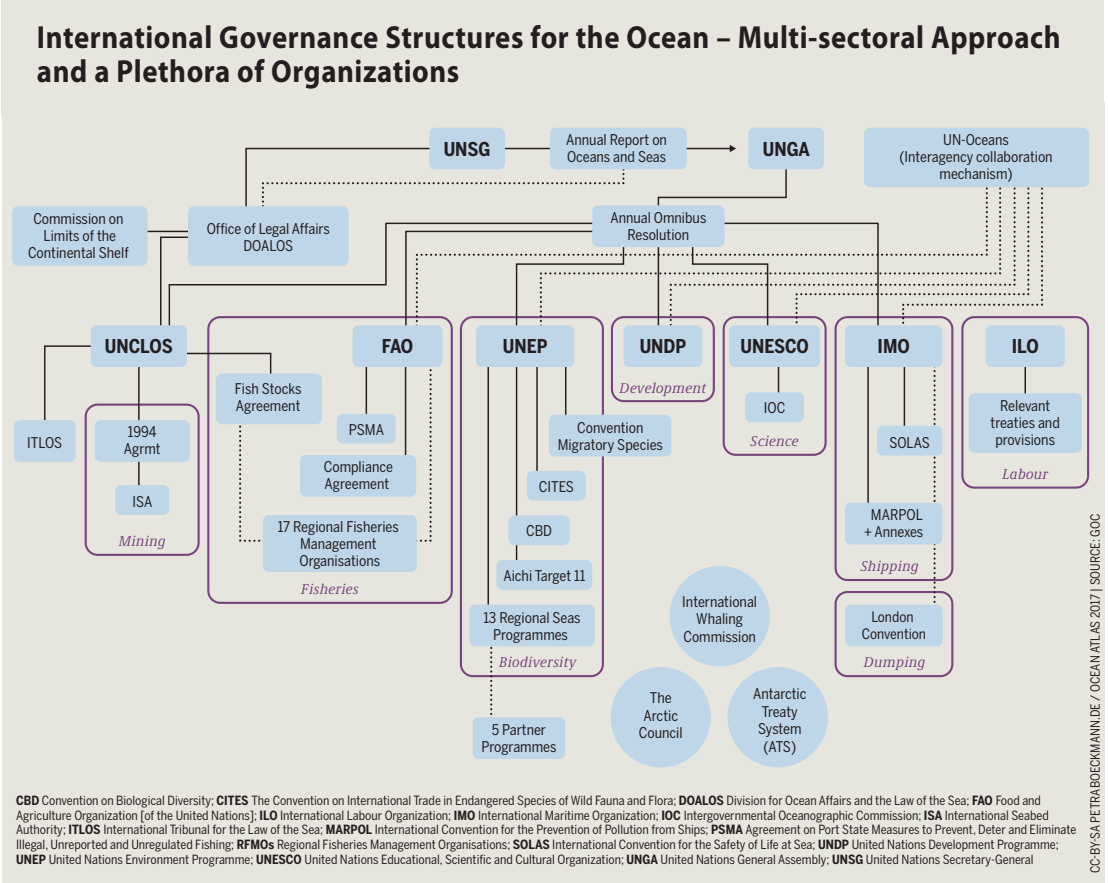 International Governance Structures for the Ocean – Multi-sectoral Approach
and a Plethora of Organizations
UNSG
Annual Report on
Oceans and Seas
UNGA
UN-Oceans
(Interagency collaboration
mechanism)
Commission on
Limits of the
Continental Shelf
Office of Legal Affairs
DOALOS
Annual Omnibus
Resolution
UNCLOS
FAO
UNEP
UNDP
UNESCO
IMO
ILO
Fish Stocks
Agreement
Development
ITLOS
1994
Agrmt
ISA
Mining
PSMA
Compliance
Agreement
17 Regional Fisheries
Management
Organisations
Fisheries
Convention
Migratory Species
CITES
CBD
Aichi Target 11
13 Regional Seas
Programmes
Biodiversity
5 Partner
Programmes
IOC
Science
SOLAS
MARPOL
+ Annexes
Shipping
London
Convention
Dumping
Relevant
treaties and
provisions
Labour
International
Whaling
Commission
The
Arctic
Council
Antarctic
Treaty
System
(ATS)
CBD Convention on Biological Diversity; CITES The Convention on International Trade in Endangered Species of Wild Fauna and Flora; DOALOS Division for Ocean Affairs and the Law of the Sea; FAO Food and
Agriculture Organization [of the United Nations]; ILO International Labour Organization; IMO International Maritime Organization; IOC Intergovernmental Oceanographic Commission; ISA International Seabed
Authority; ITLOS International Tribunal for the Law of the Sea; MARPOL International Convention for the Prevention of Pollution from Ships; PSMA Agreement on Port State Measures to Prevent, Deter and Eliminate
Illegal, Unreported and Unregulated Fishing; RFMOs Regional Fisheries Management Organisations; SOLAS International Convention for the Safety of Life at Sea; UNDP United Nations Development Programme;
UNEP United Nations Environment Programme; UNESCO United Nations Educational, Scientific and Cultural Organization; UNGA United Nations General Assembly; UNSG United Nations Secretary-General
CC-BY-SA PETRABOECKMANN.DE / OCEAN ATLAS 2017 | SOURCE: GOC